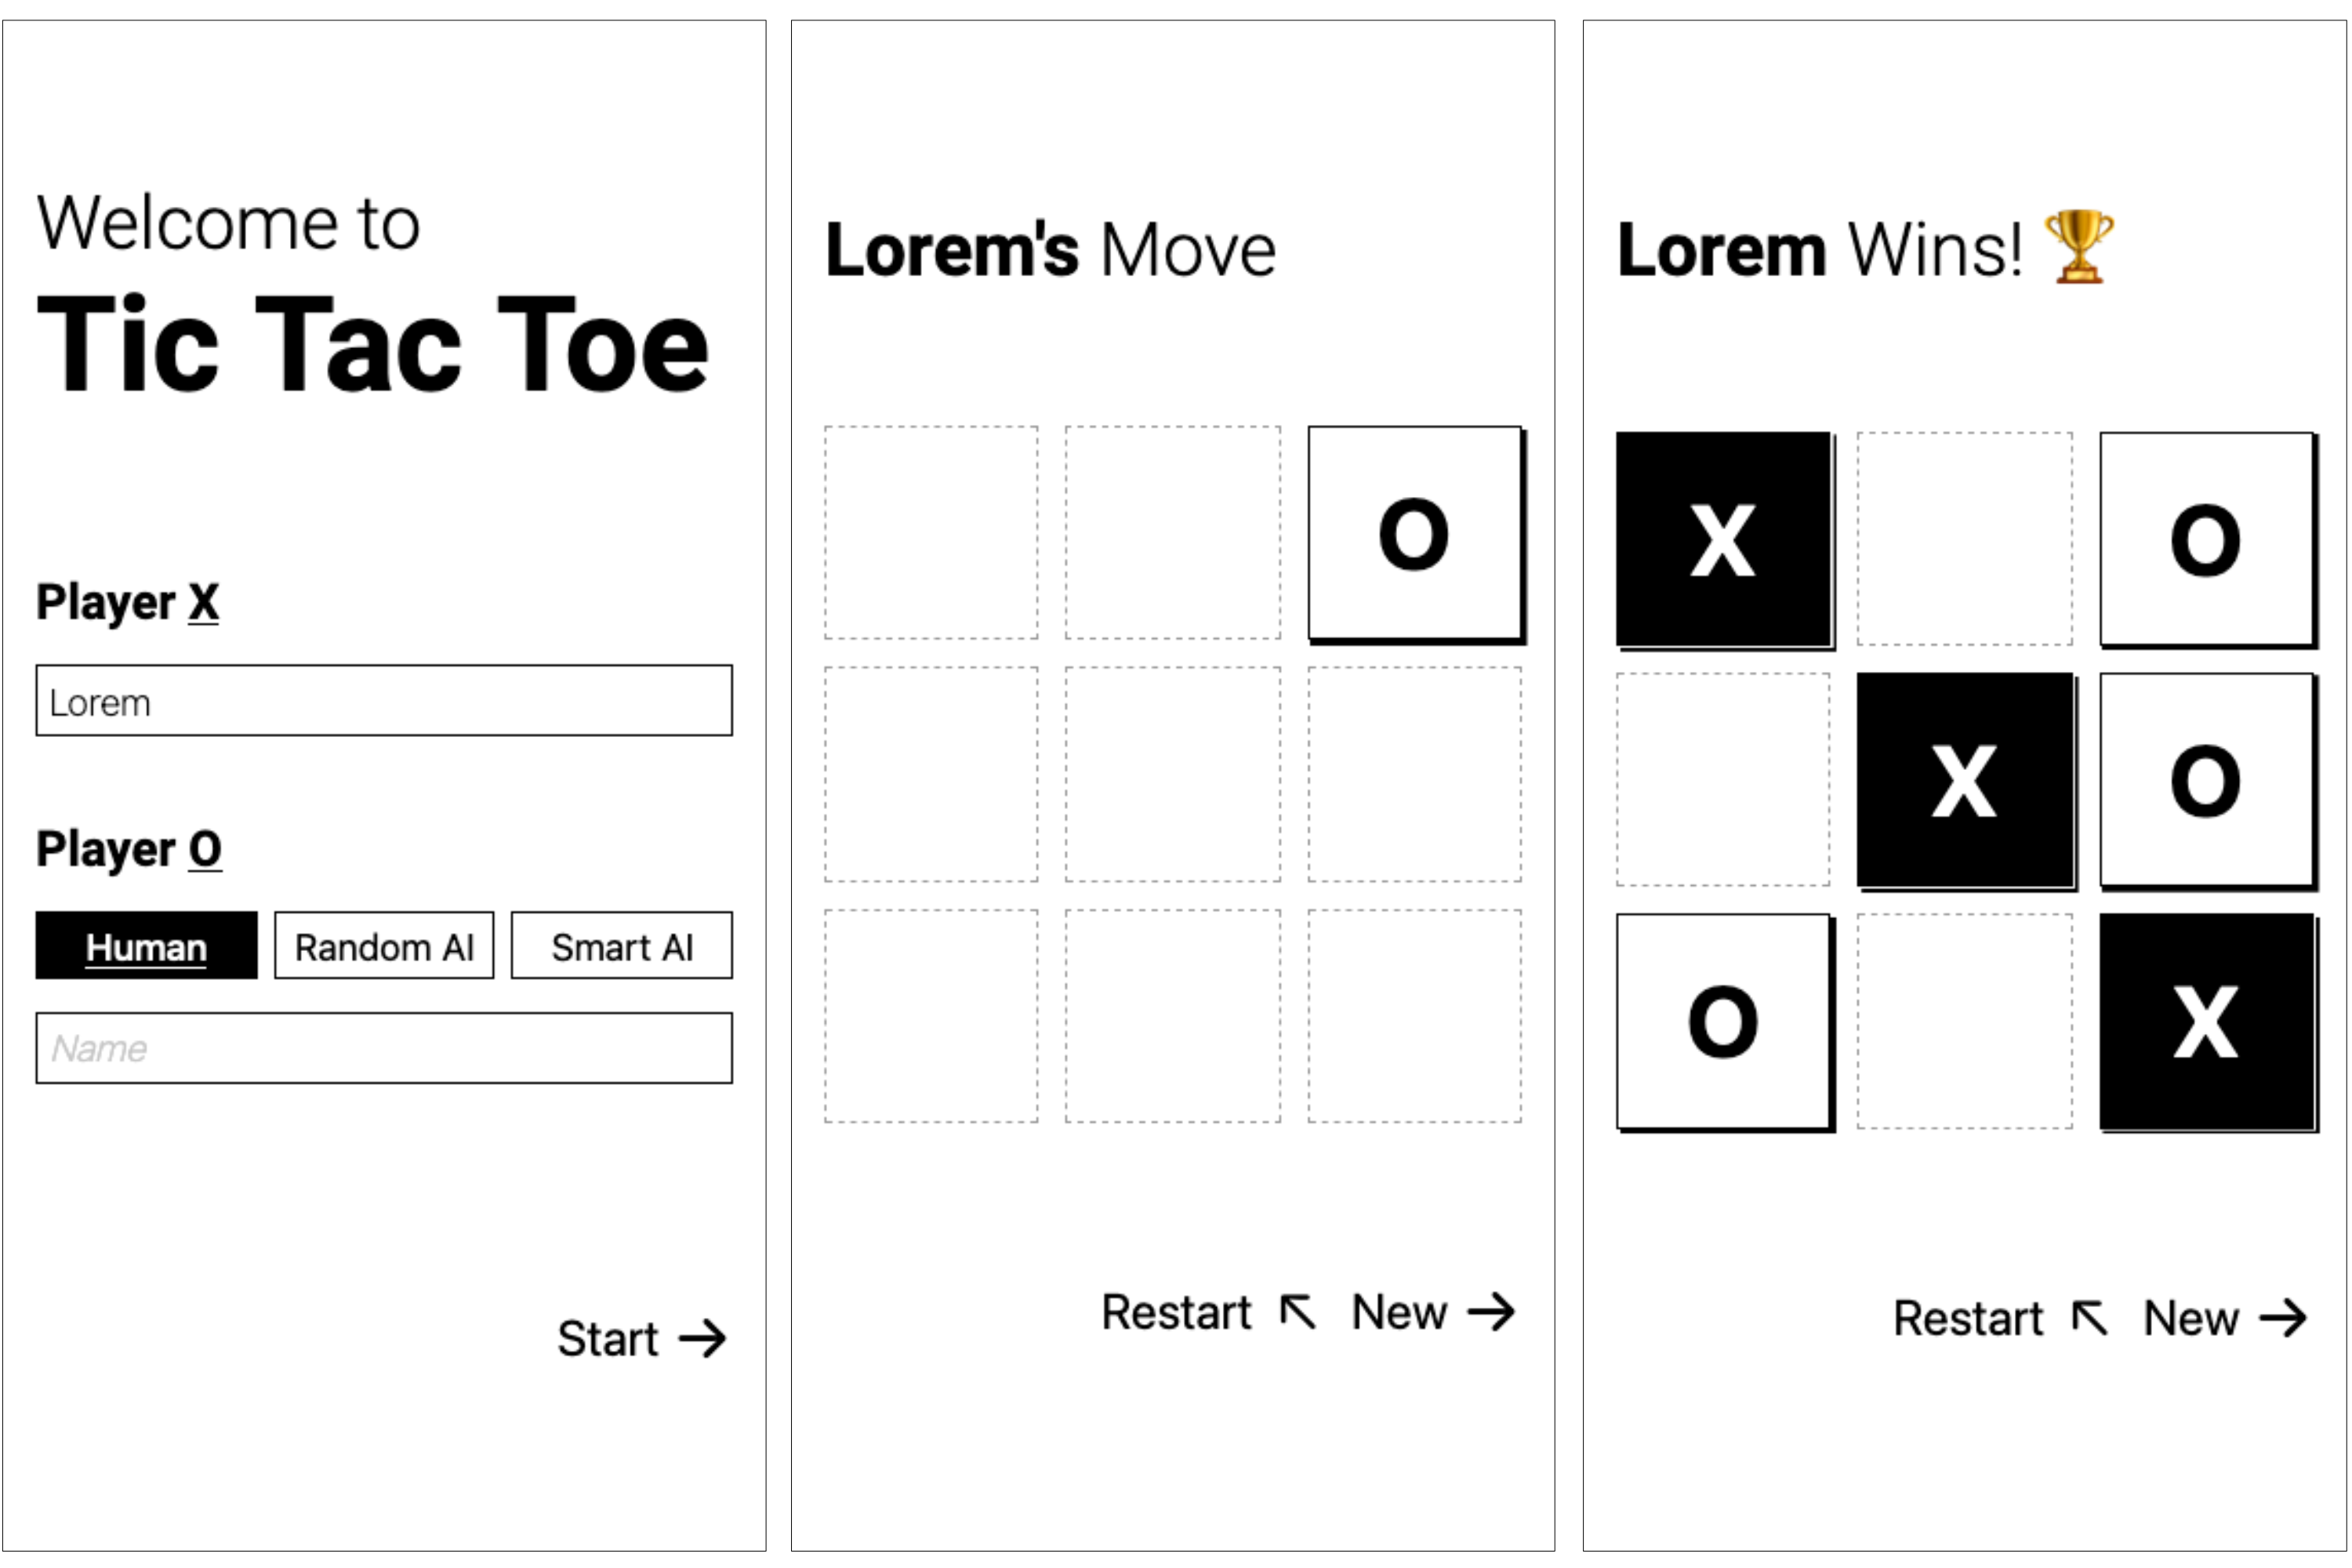 Welcome to
Tic Tac Toe
Player X
Lorem
Player O
Human Random AI Smart AI
Name
Start →
Lorem's Move
O
Restart ↖ New →
Lorem Wins! 🏆
X O
X O
O X
Restart ↖ New →